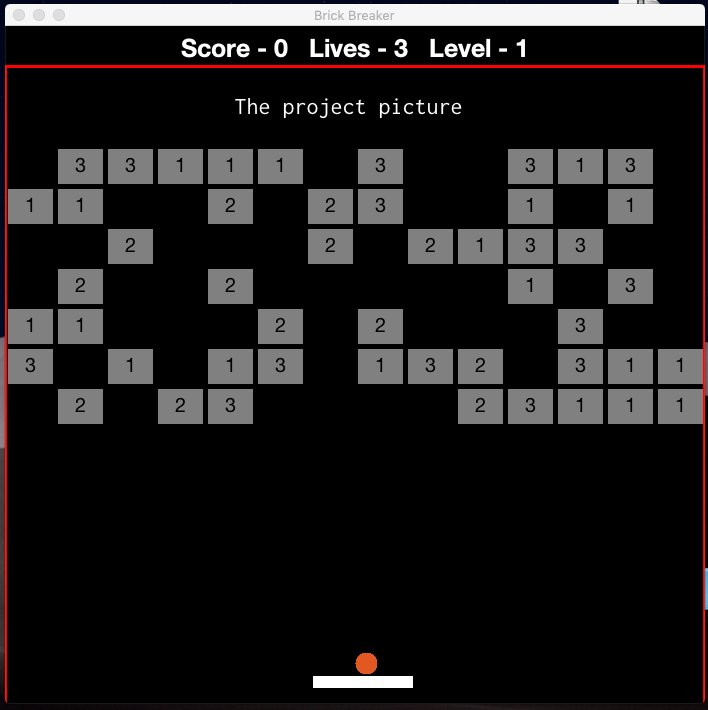 Brick Breaker
Score - 0 Lives - 3 Level - 1
The project picture
3 3 1 1 1 3 3 1 3
1 1 2 2 3 1 1
2 2 2 1 3 3
2 2 1 3
1 1 2 2 3
3 1 1 3 1 3 2 3 1 1
2 2 3 2 3 1 1 1